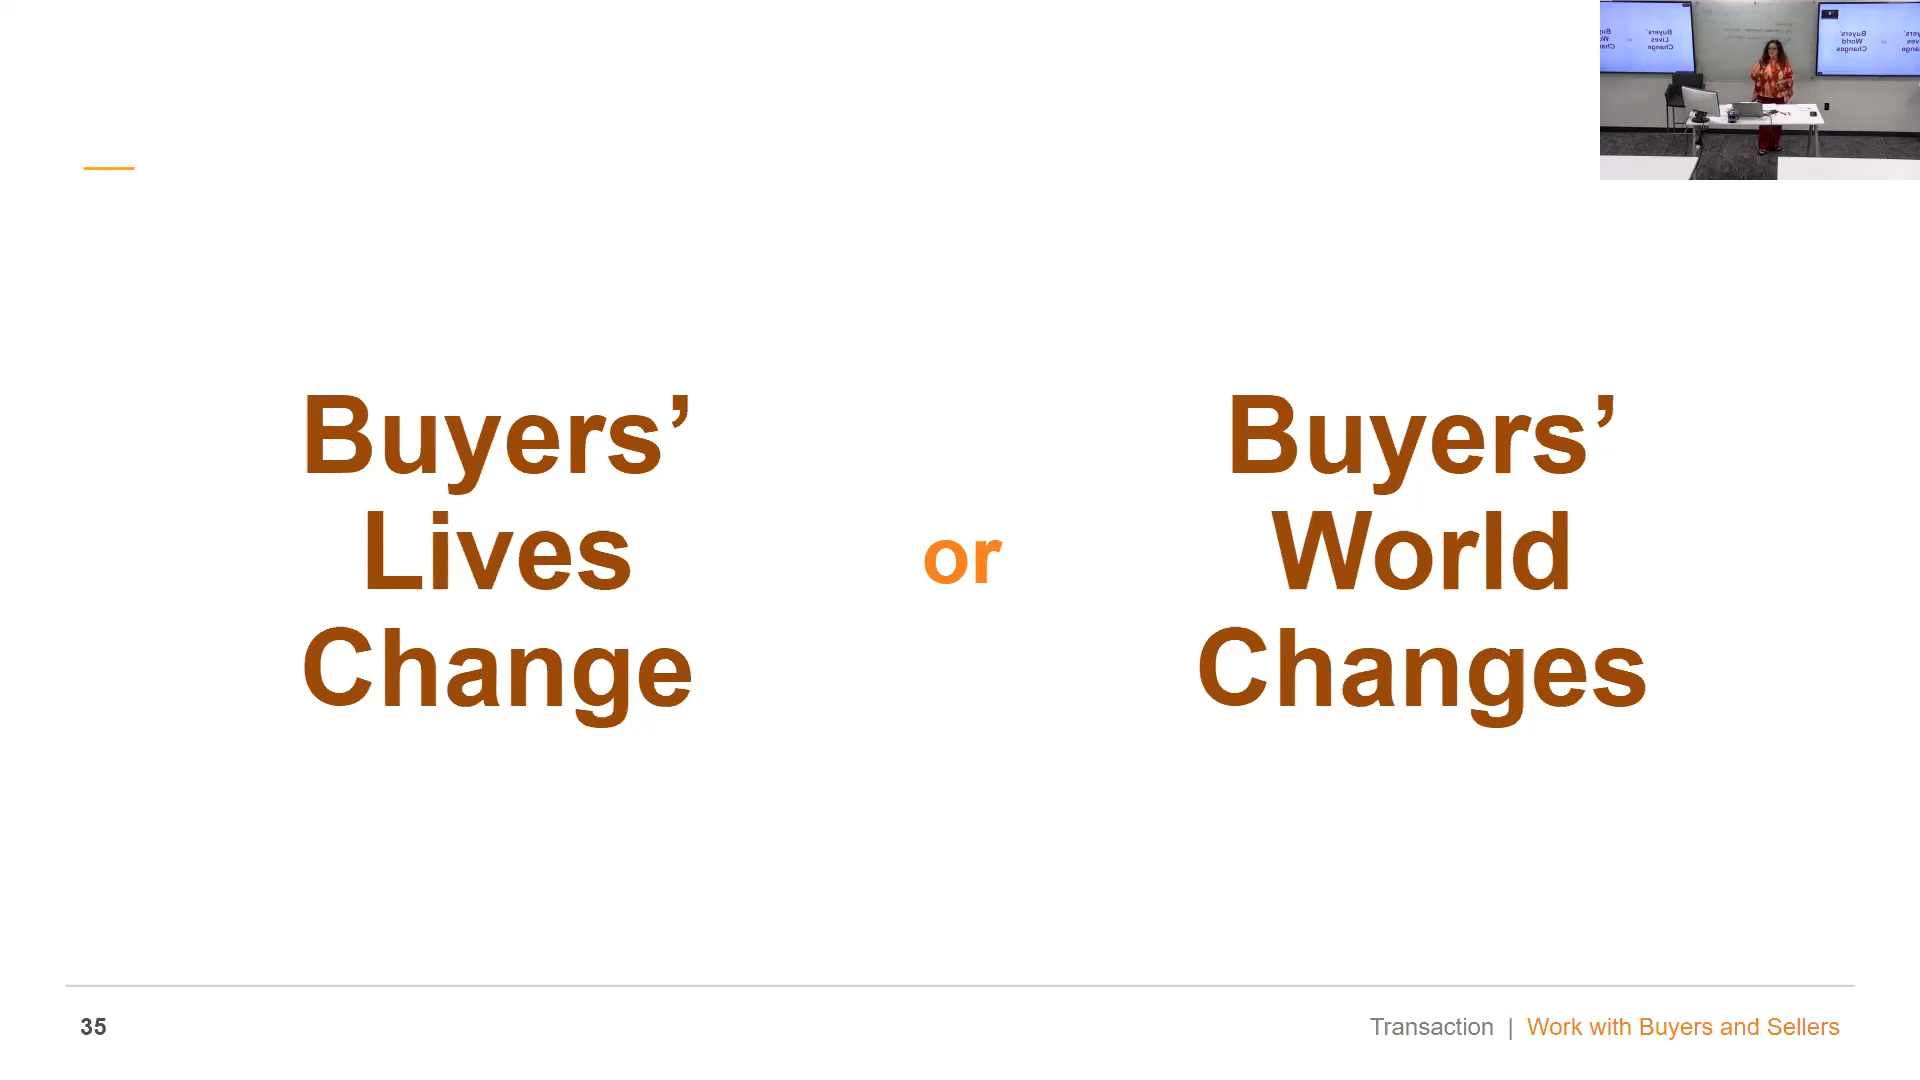 Buyers’
Lives
Change
or
Buyers’
World
Changes
35
Transaction | Work with Buyers and Sellers